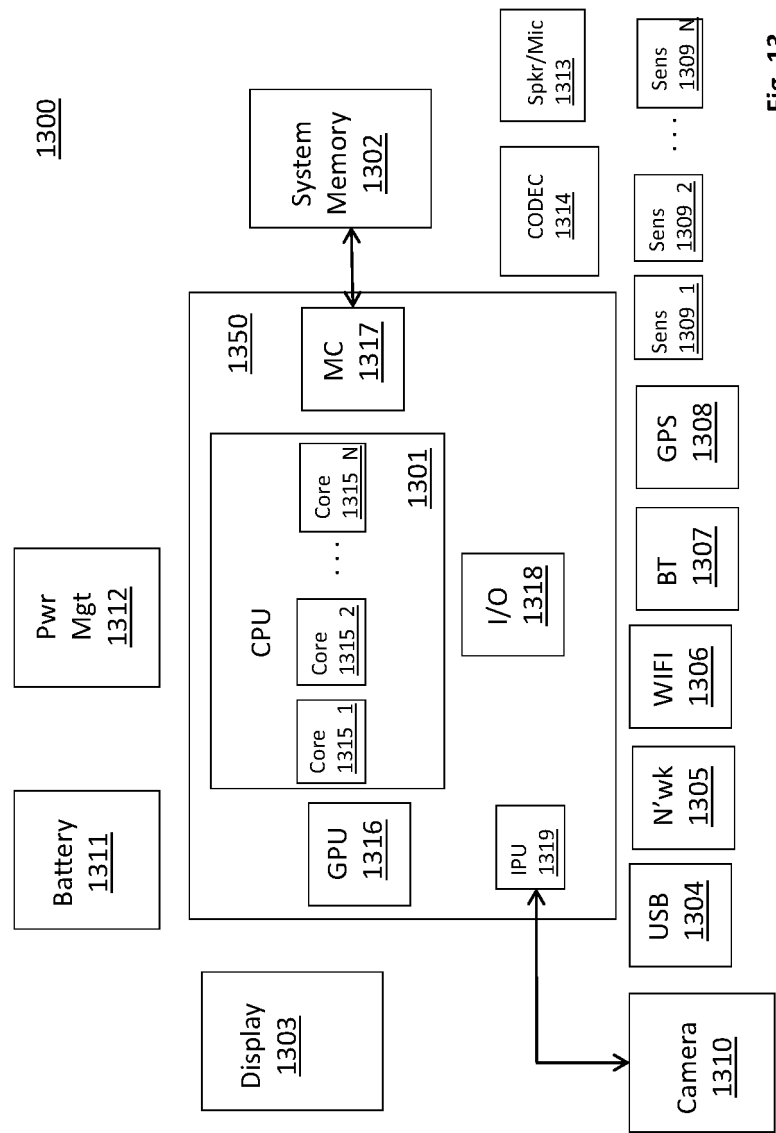 1300
Battery
1311
Pwr
Mgt
1312
Display
1303
1350
CPU
Core
1315_1
Core
1315_2
. . . .
Core
1315_N
1301
GPU
1316
MC
1317
System
Memory
1302
IPU
1319
I/O
1318
CODEC
1314
Spkr/Mic
1313
Camera
1310
USB
1304
N'wk
1305
WIFI
1306
BT
1307
GPS
1308
Sens
1309_1
Sens
1309_2
. . . .
Sens
1309_N
Fig. 13